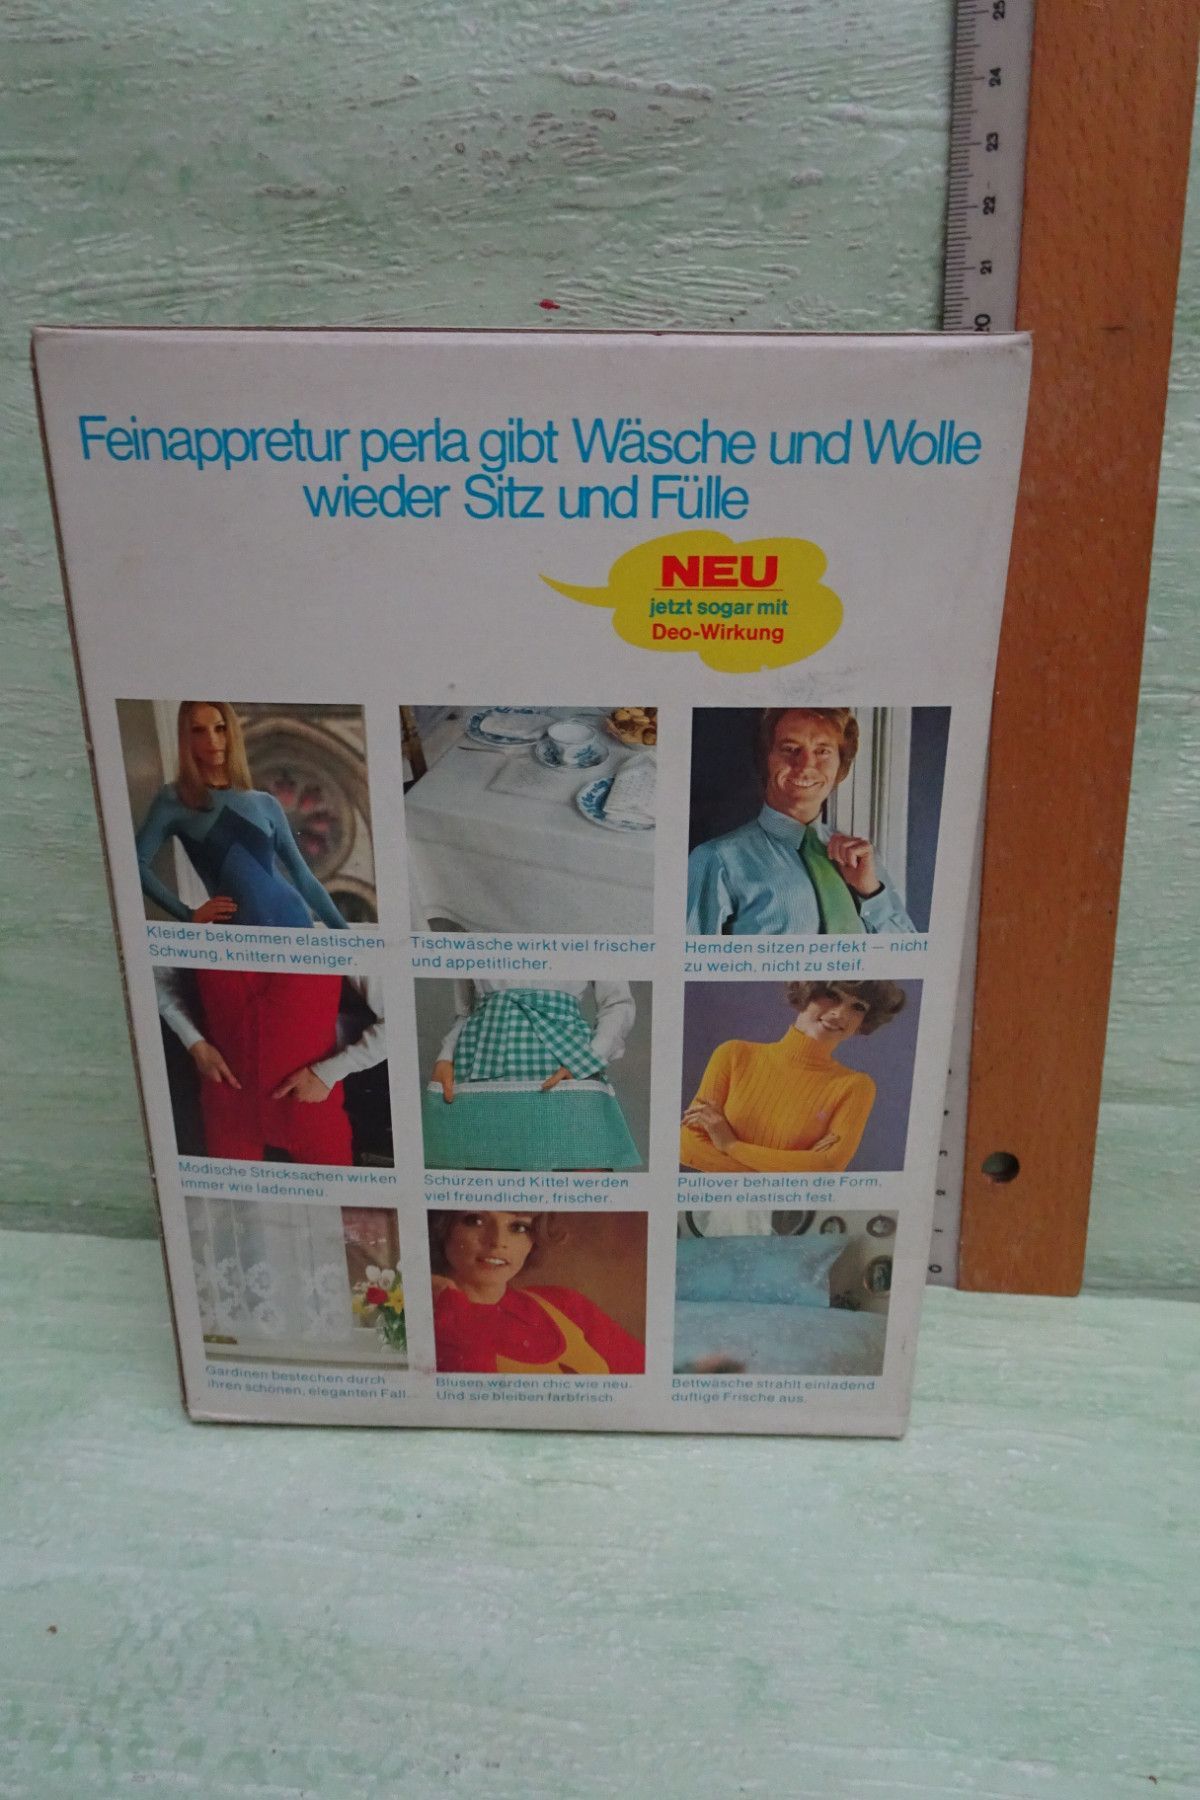 Feinappretur perla gibt Wäsche und Wolle
wieder Sitz und Fülle
NEU
jetzt sogar mit
Deo-Wirkung
Kleider bekommen elastischen
Schwung, knittern weniger.
Tischwäsche wirkt viel frischer
und appetitlicher.
Hemden sitzen perfekt – nicht
zu weich, nicht zu steif.
Modische Stricksachen wirken
immer wie ladenneu.
Schürzen und Kittel werden
viel freundlicher, frischer.
Pullover behalten die Form,
bleiben elastisch fest.
Gardinen bestechen durch
ihren schönen, eleganten Fall.
Blusen werden chic wie neu.
Und sie bleiben farbfrisch
Bettwäsche strahlt einladend
duftige Frische aus.
25
24
23
22
21
20
3
2
1
0